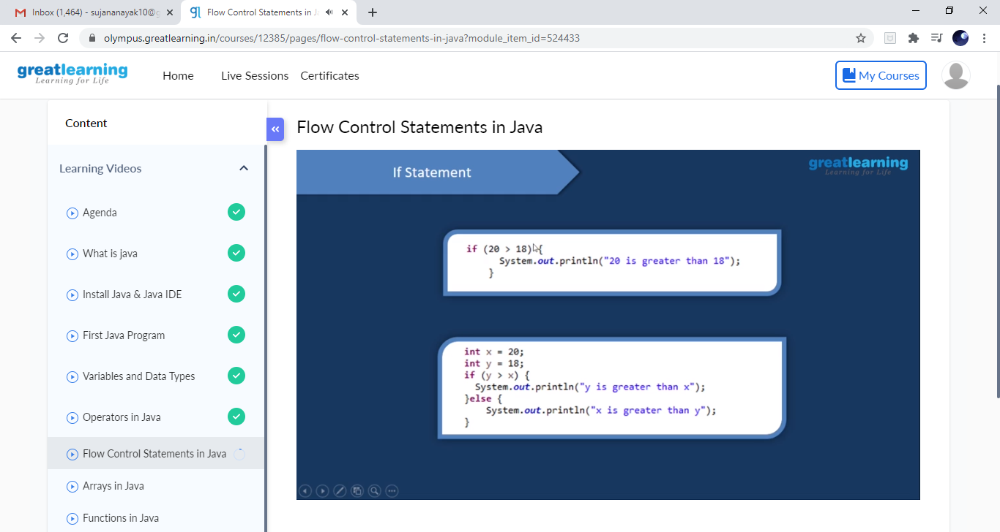 Inbox (1,464) - sujananayak10@g
Flow Control Statements in Ja
olympus.greatlearning.in/courses/12385/pages/flow-control-statements-in-java?module_item_id=524433
greatlearning
Learning for Life
Home
Live Sessions
Certificates
My Courses
Content
Learning Videos
Agenda
What is java
Install Java & Java IDE
First Java Program
Variables and Data Types
Operators in Java
Flow Control Statements in Java
Arrays in Java
Functions in Java
Flow Control Statements in Java
If Statement
greatlearning
Learning for Life
if (20 > 18) {
System.out.println("20 is greater than 18");
}
int x = 20;
int y = 18;
if (y > x) {
System.out.println("y is greater than x");
}else {
System.out.println("x is greater than y");
}